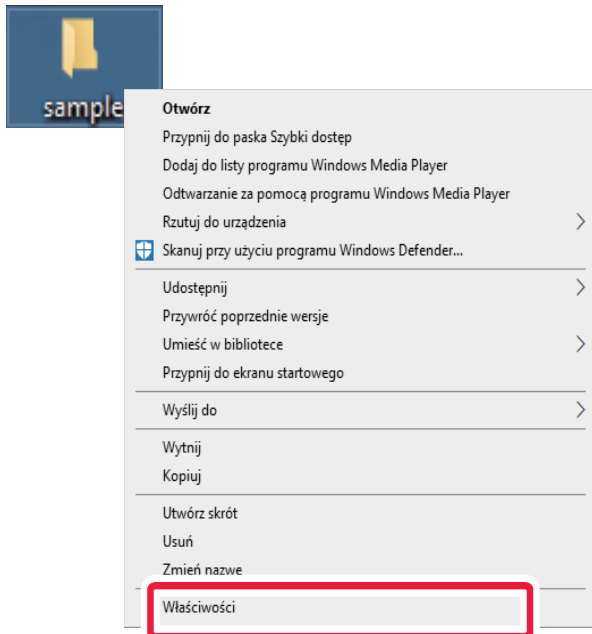 sample
Otwórz
Przypnij do paska Szybki dostęp
Dodaj do listy programu Windows Media Player
Odtwarzanie za pomocą programu Windows Media Player
Rzutuj do urządzenia
Skanuj przy użyciu programu Windows Defender...
Udostępnij
Przywróć poprzednie wersje
Umieść w bibliotece
Przypnij do ekranu startowego
Wyślij do
Wytnij
Kopiuj
Utwórz skrót
Usuń
Zmień nazwe
Właściwości